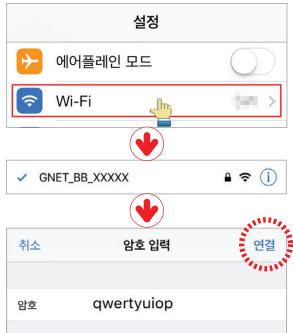 설정
에어플레인 모드
Wi-Fi
GNET_BB_XXXXX
취소 암호 입력 연결
암호 qwertyuiop